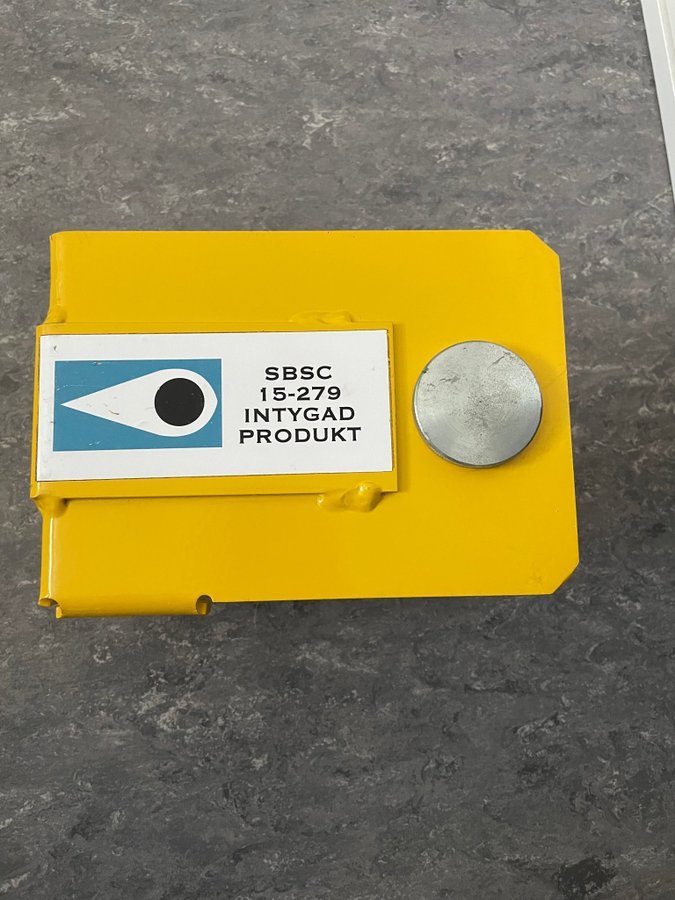 SBSC
15-279
INTYGAD
PRODUKT